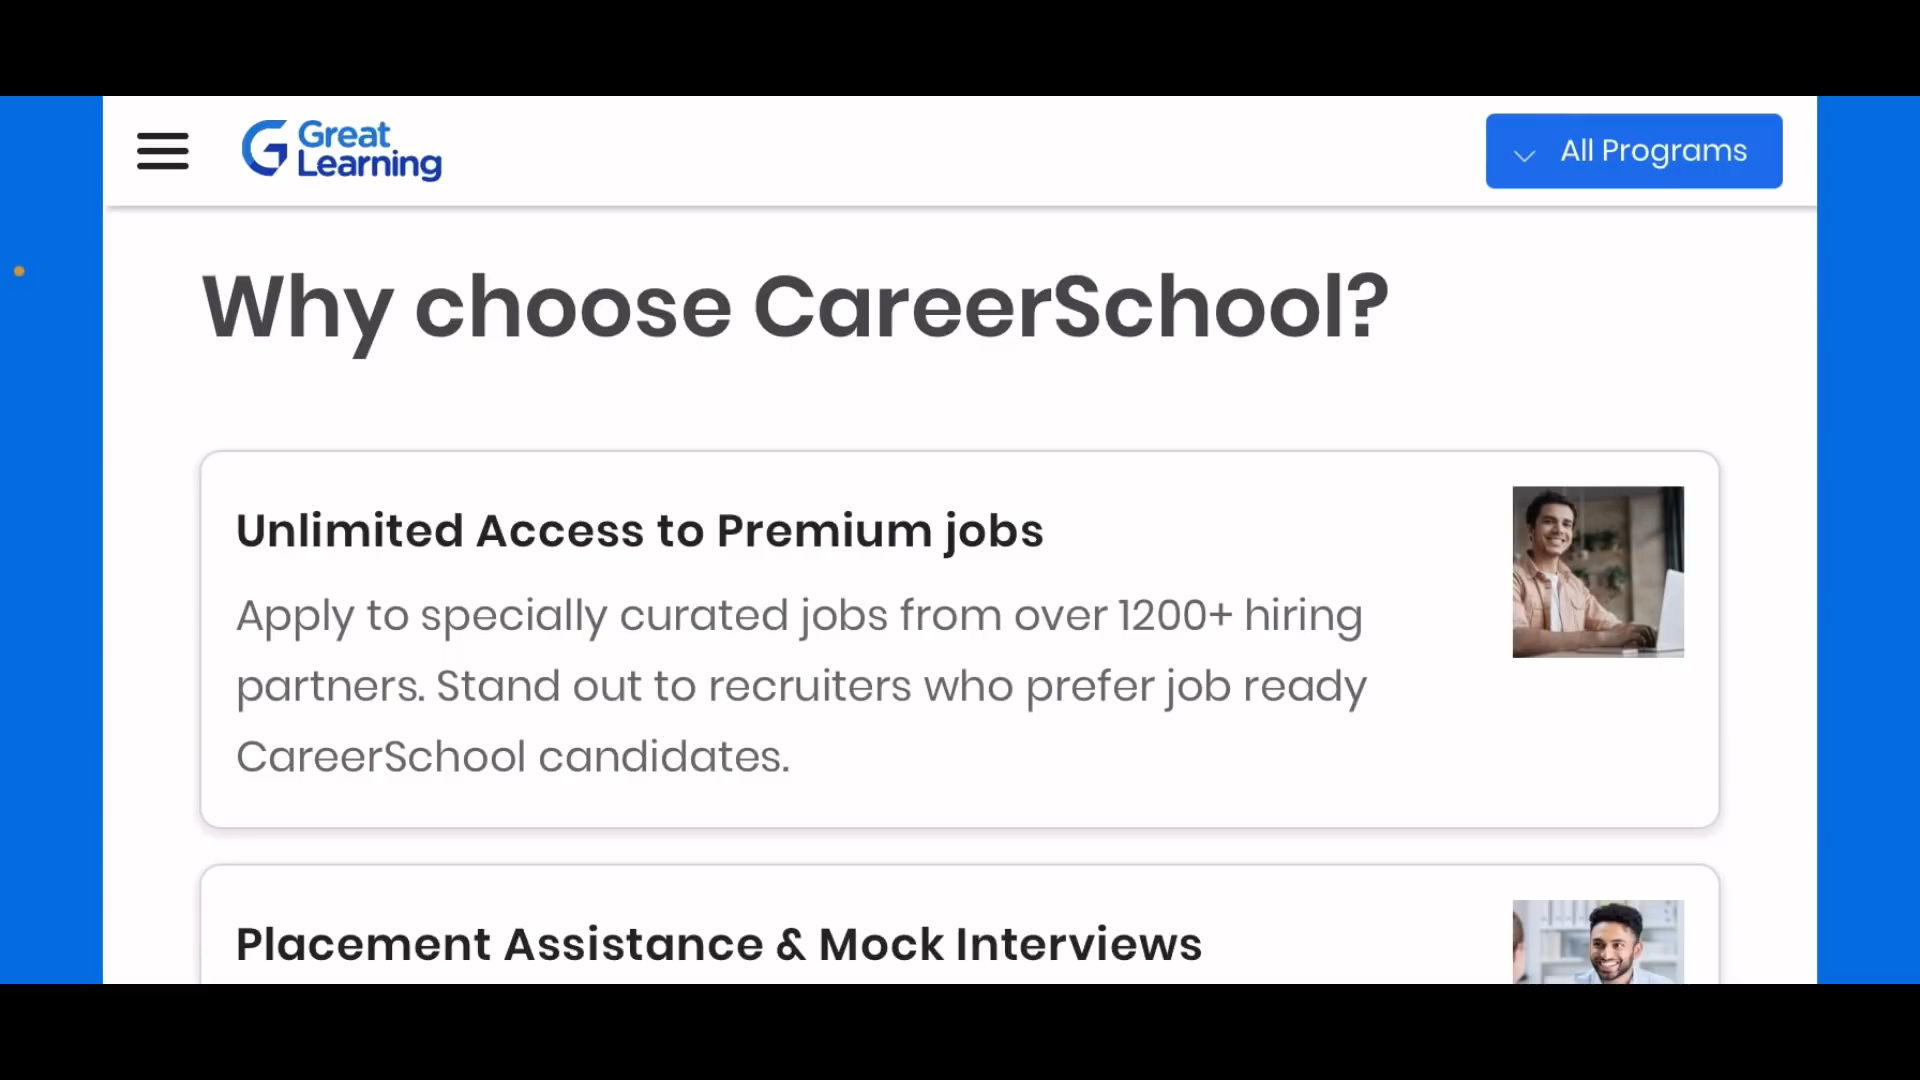 Great
Learning
All Programs
Why choose CareerSchool?
Unlimited Access to Premium jobs
Apply to specially curated jobs from over 1200+ hiring
partners. Stand out to recruiters who prefer job ready
CareerSchool candidates.
Placement Assistance & Mock Interviews